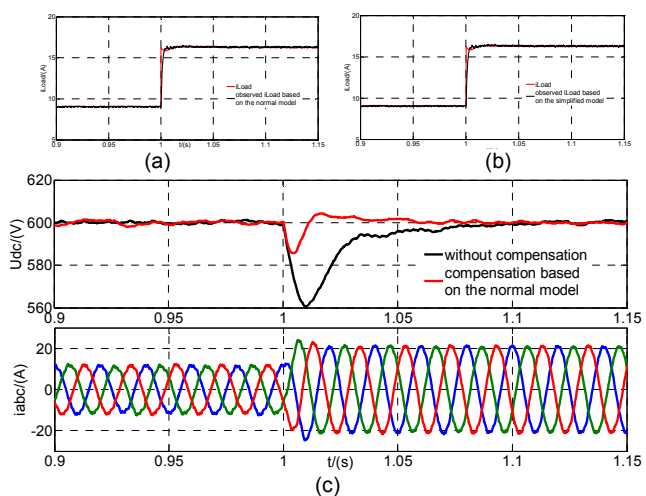 20
15
10
5
iLoad/(A)
iLoad
observed iLoad based
on the normal model
0.9
0.95
1
1.05
1.1
1.15
t/(s)
(a)
20
15
10
5
iLoad/(A)
iLoad
observed iLoad based
on the simplified model
0.9
0.95
1
1.05
1.1
1.15
(b)
620
600
580
560
Udc/(V)
without compensation
compensation based
on the normal model
0.9
0.95
1
1.05
1.1
1.15
20
0
-20
iabc/(A)
0.9
0.95
1
1.05
1.1
1.15
t/(s)
(c)